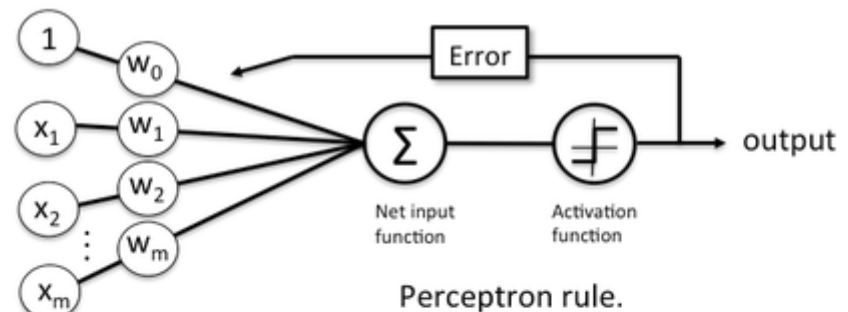 1
w₀
Error
x₁
w₁
Σ
output
x₂
w₂
Net input
function
Activation
function
⋮
wₘ
xₘ
Perceptron rule.